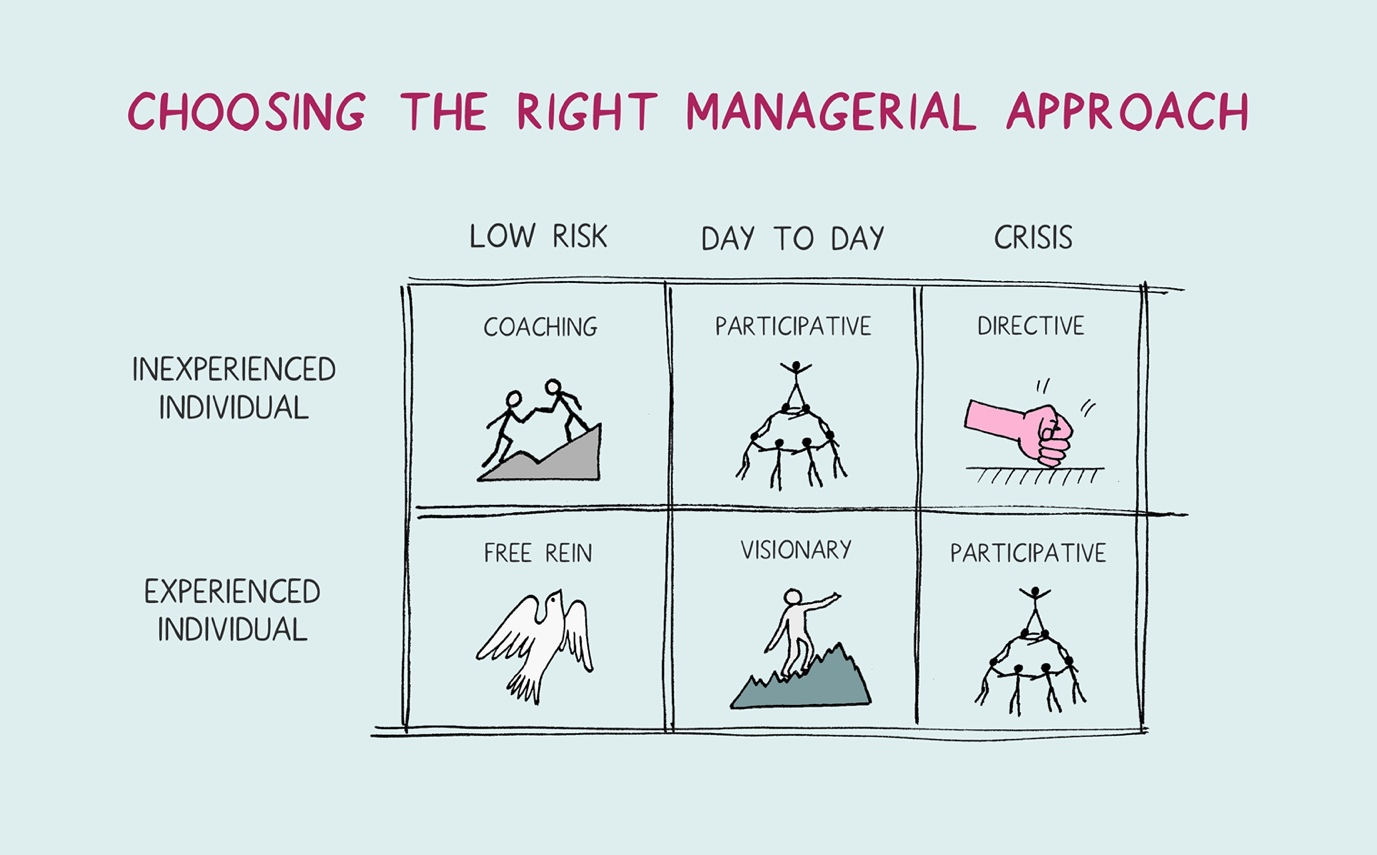 CHOOSING THE RIGHT MANAGERIAL APPROACH
LOW RISK
DAY TO DAY
CRISIS
INEXPERIENCED
INDIVIDUAL
COACHING
PARTICIPATIVE
DIRECTIVE
EXPERIENCED
INDIVIDUAL
FREE REIN
VISIONARY
PARTICIPATIVE